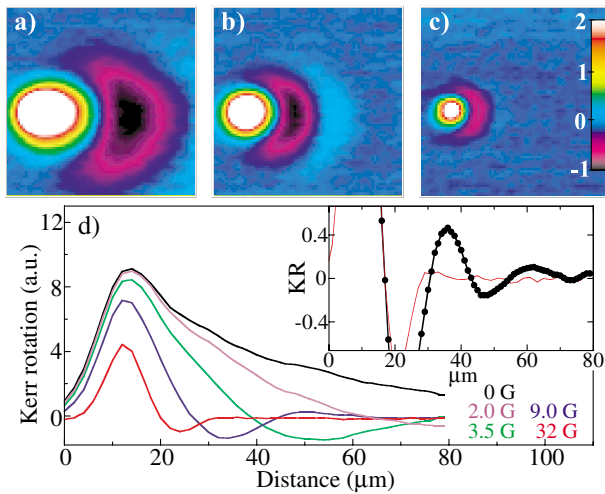 a)
b)
c)
2
1
0
-1
d)
12
8
4
0
Kerr rotation (a.u.)
0 20 40 60 80 100
Distance (μm)
0.4
0
-0.4
KR
0 20 40 60 80
μm
0 G
2.0 G 9.0 G
3.5 G 32 G